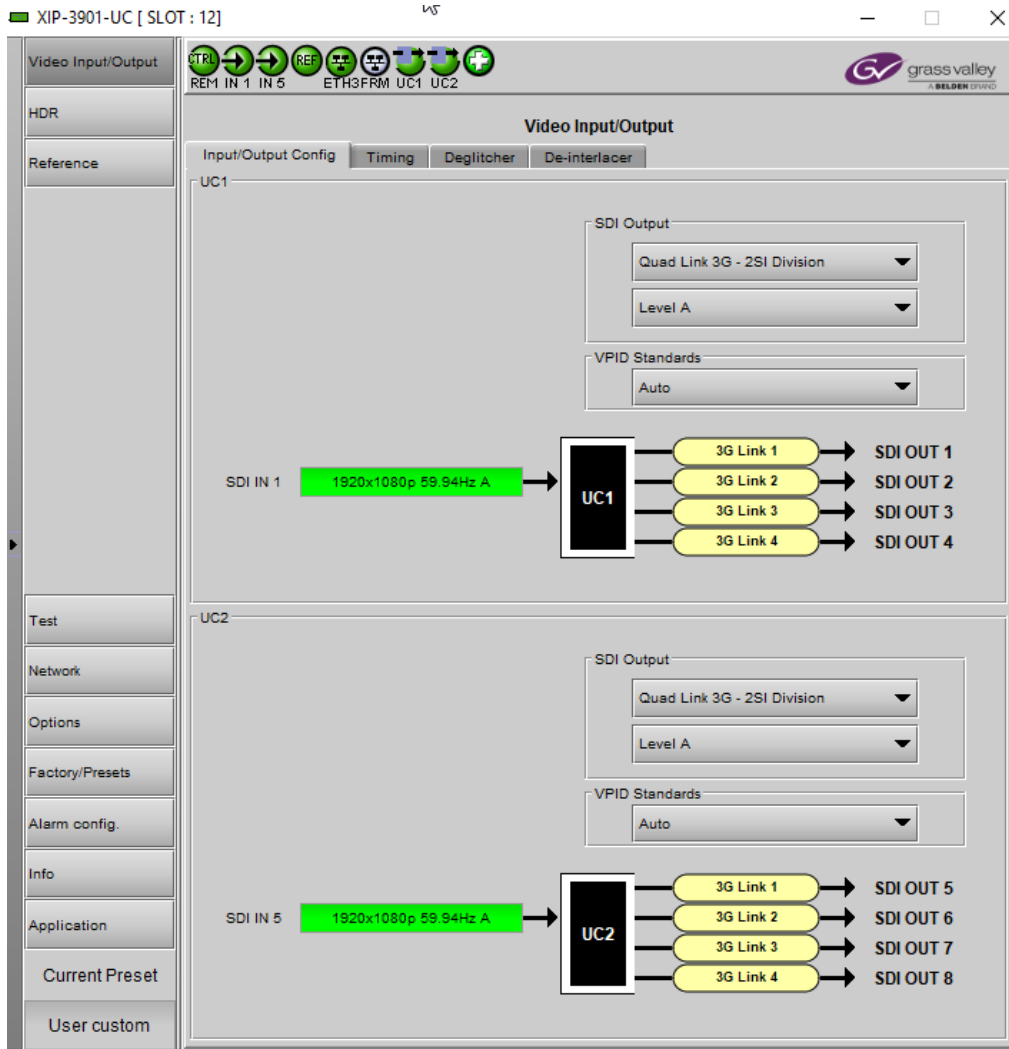 XIP-3901-UC [ SLOT : 12]
CTRL REF
REM IN 1 IN 5 ETH3FRM UC1 UC2
GV grass valley
A BELDEN BRAND
Video Input/Output
HDR
Reference
Test
Network
Options
Factory/Presets
Alarm config.
Info
Application
Current Preset
User custom
Video Input/Output
Input/Output Config Timing Deglitcher De-interlacer
UC1
SDI Output
Quad Link 3G - 2SI Division
Level A
VPID Standards
Auto
SDI IN 1 1920x1080p 59.94Hz A UC1
3G Link 1 SDI OUT 1
3G Link 2 SDI OUT 2
3G Link 3 SDI OUT 3
3G Link 4 SDI OUT 4
UC2
SDI Output
Quad Link 3G - 2SI Division
Level A
VPID Standards
Auto
SDI IN 5 1920x1080p 59.94Hz A UC2
3G Link 1 SDI OUT 5
3G Link 2 SDI OUT 6
3G Link 3 SDI OUT 7
3G Link 4 SDI OUT 8